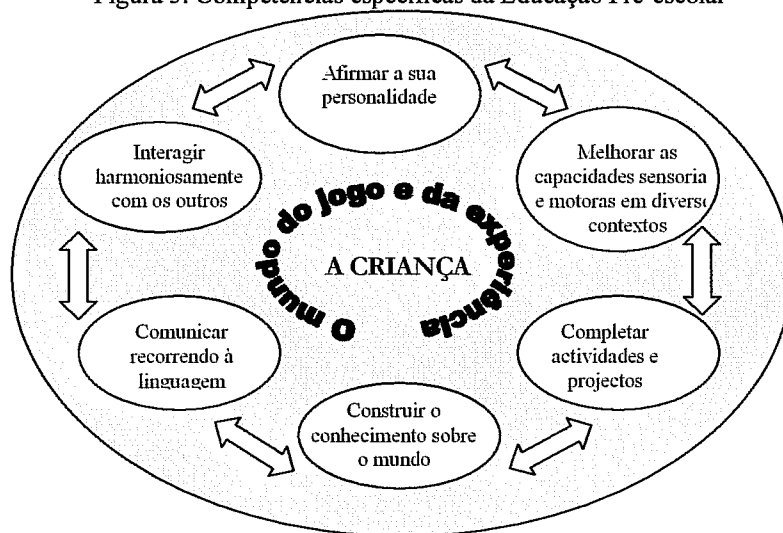 Afirmar a sua
personalidade
Interagir
harmoniosamente
com os outros
Melhorar as
capacidades sensoria
e motoras em divers
contextos
O mundo do jogo e da experiência
A CRIANÇA
Comunicar
recorrendo à
linguagem
Completar
actividades e
projectos
Construir o
conhecimento sobre
o mundo